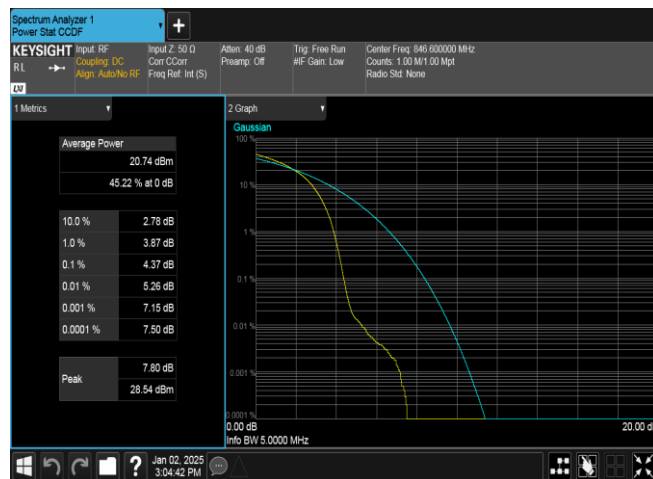 Spectrum Analyzer 1
Power Stat CCDF
+
KEYSIGHT
RL
LXI
Input: RF
Coupling: DC
Align: Auto/No RF
Input Z: 50 Ω
Corr CCorr
Freq Ref: Int (S)
Atten: 40 dB
Preamp: Off
Trig: Free Run
#IF Gain: Low
Center Freq: 846.600000 MHz
Counts: 1.00 M/1.00 Mpt
Radio Std: None
1 Metrics
Average Power
20.74 dBm
45.22 % at 0 dB
10.0 % 2.78 dB
1.0 % 3.87 dB
0.1 % 4.37 dB
0.01 % 5.26 dB
0.001 % 7.15 dB
0.0001 % 7.50 dB
Peak
7.80 dB
28.54 dBm
2 Graph
Gaussian
100 %
10 %
1 %
0.1 %
0.01 %
0.001 %
0.0001 %
0.00 dB
20.00 d
Info BW 5.0000 MHz
?
Jan 02, 2025
3:04:42 PM